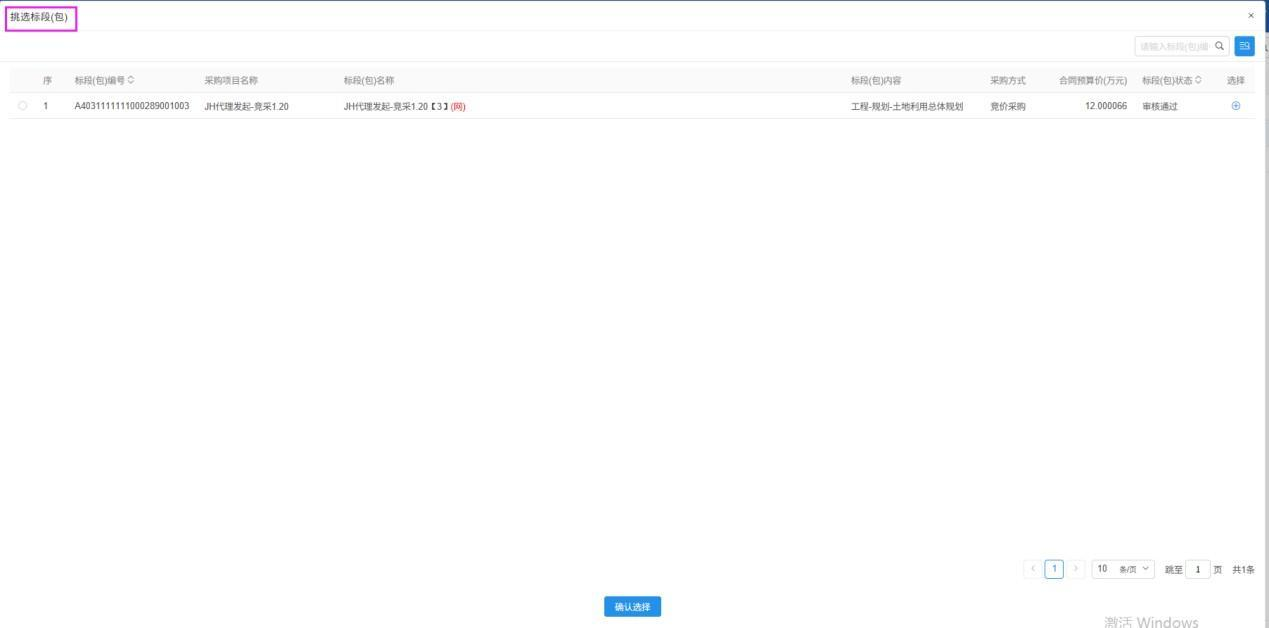 挑选标段(包)
×
请输入标段(包)编
序 标段(包)编号 采购项目名称 标段(包)名称 标段(包)内容 采购方式 合同预算价(万元) 标段(包)状态 选择
1 A4031111111000289001003 JH代理发起-竞采1.20 JH代理发起-竞采1.20【3】(网) 工程-规划-土地利用总体规划 竞价采购 12.000066 审核通过
1 10 条/页 跳至 1 页 共1条
确认选择
激活 Windows